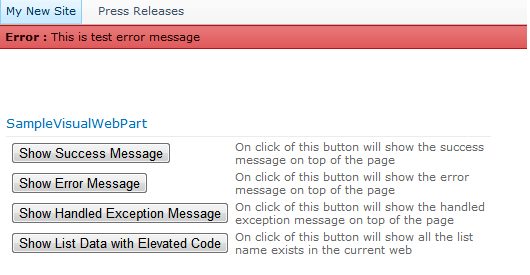 My New Site Press Releases
Error : This is test error message
SampleVisualWebPart
Show Success Message
On click of this button will show the success
message on top of the page
Show Error Message
On click of this button will show the error
message on top of the page
Show Handled Exception Message
On click of this button will show the handled
exception message on top of the page
Show List Data with Elevated Code
On click of this button will show all the list
name exists in the current web